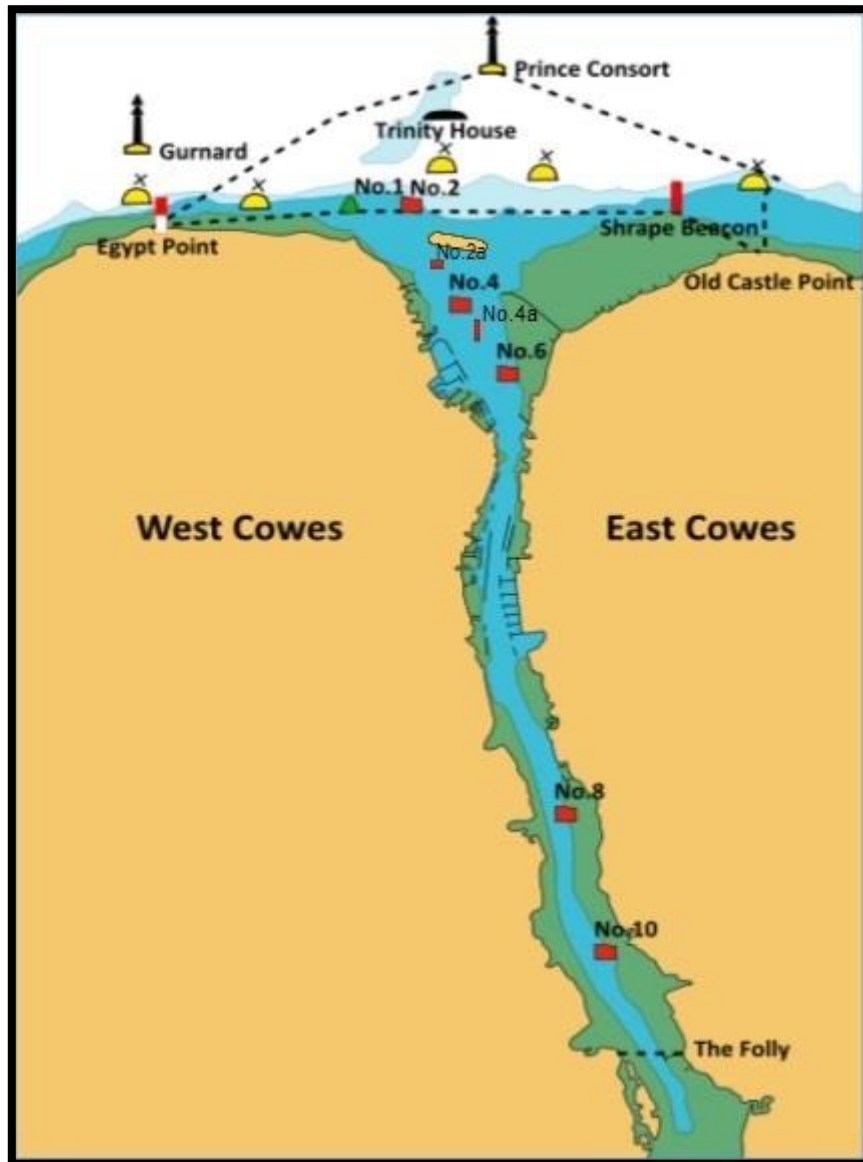 Prince Consort
Trinity House
Gurnard
No.1
No.2
Egypt Point
Shrape Beacon
No.2a
No.4
Old Castle Point
No.4a
No.6
West Cowes
East Cowes
No.8
No.10
The Folly